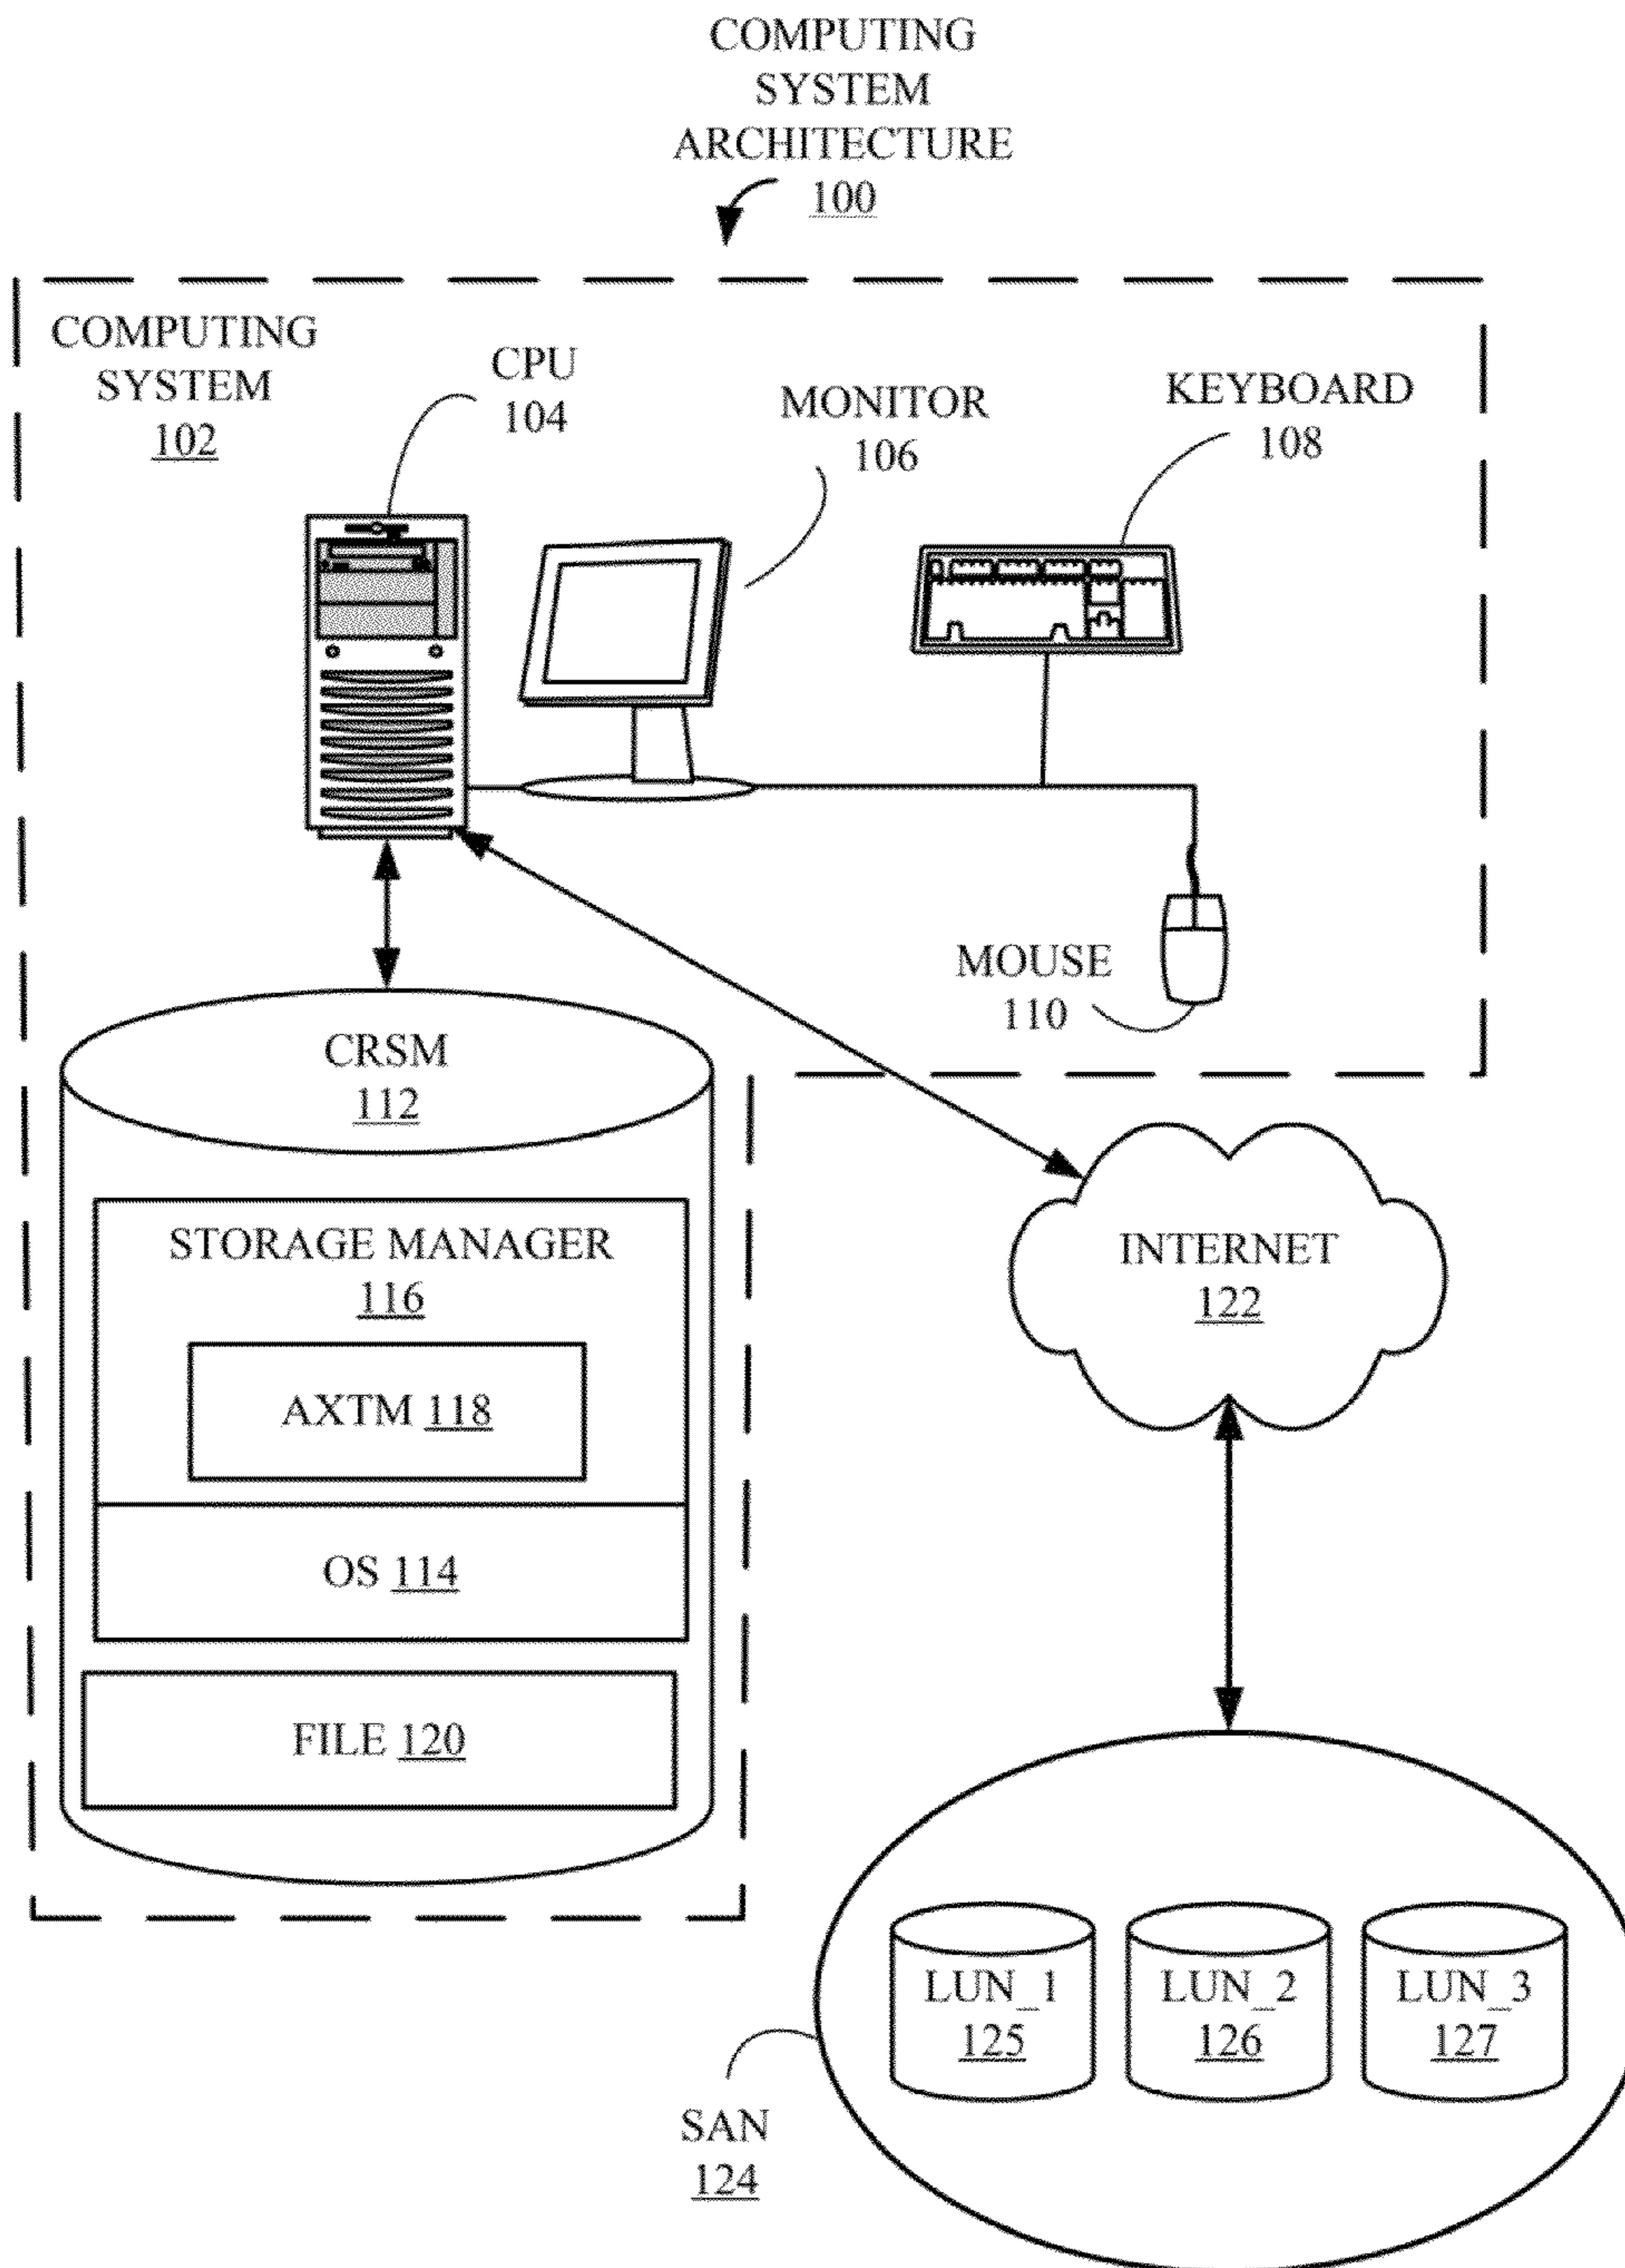 COMPUTING
SYSTEM
ARCHITECTURE
100
COMPUTING
SYSTEM
102
CPU
104
MONITOR
106
KEYBOARD
108
MOUSE
110
CRSM
112
STORAGE MANAGER
116
AXTM 118
OS 114
FILE 120
INTERNET
122
LUN_1
125
LUN_2
126
LUN_3
127
SAN
124